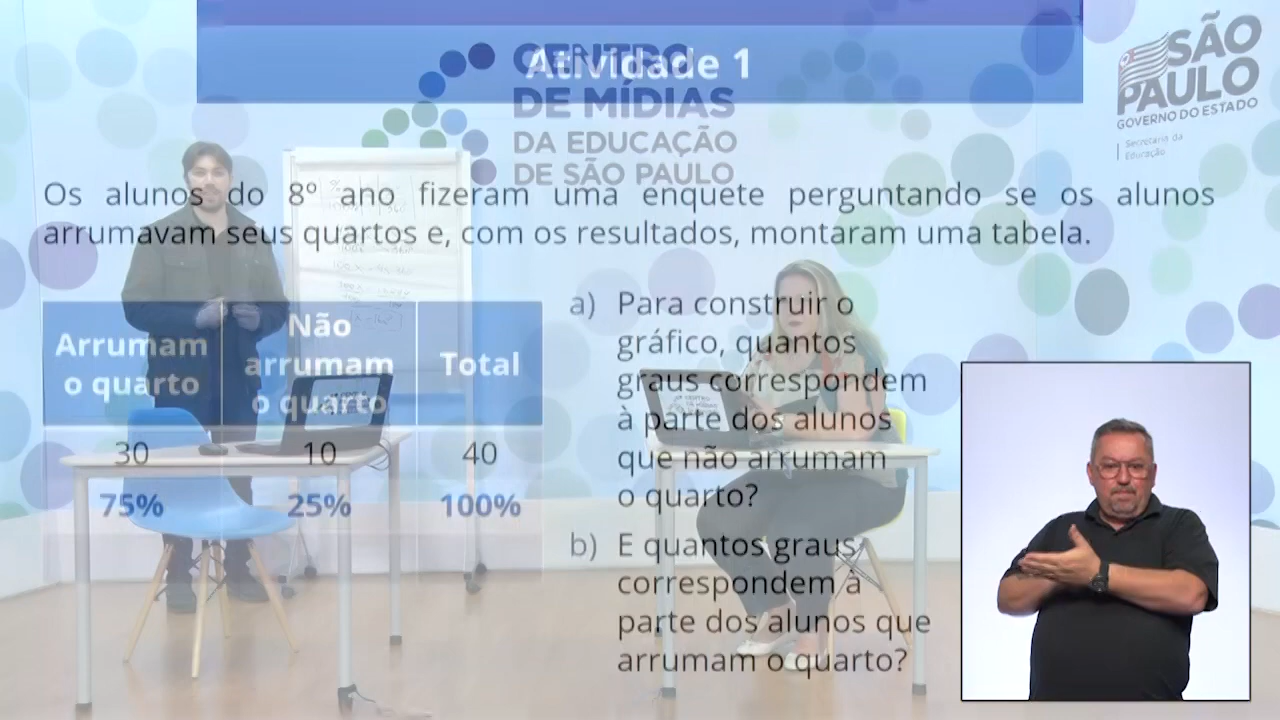 Atividade 1
CENTRO
DE MÍDIAS
DA EDUCAÇÃO
DE SÃO PAULO
SÃO
PAULO
GOVERNO DO ESTADO
Secretaria da
Educação
Os alunos do 8º ano fizeram uma enquete perguntando se os alunos
arrumavam seus quartos e, com os resultados, montaram uma tabela.
Arrumam
o quarto
Não
arrumam
o quarto
Total
30
10
40
75%
25%
100%
a) Para construir o
gráfico, quantos
graus correspondem
à parte dos alunos
que não arrumam
o quarto?
b) E quantos graus
correspondem à
parte dos alunos que
arrumam o quarto?